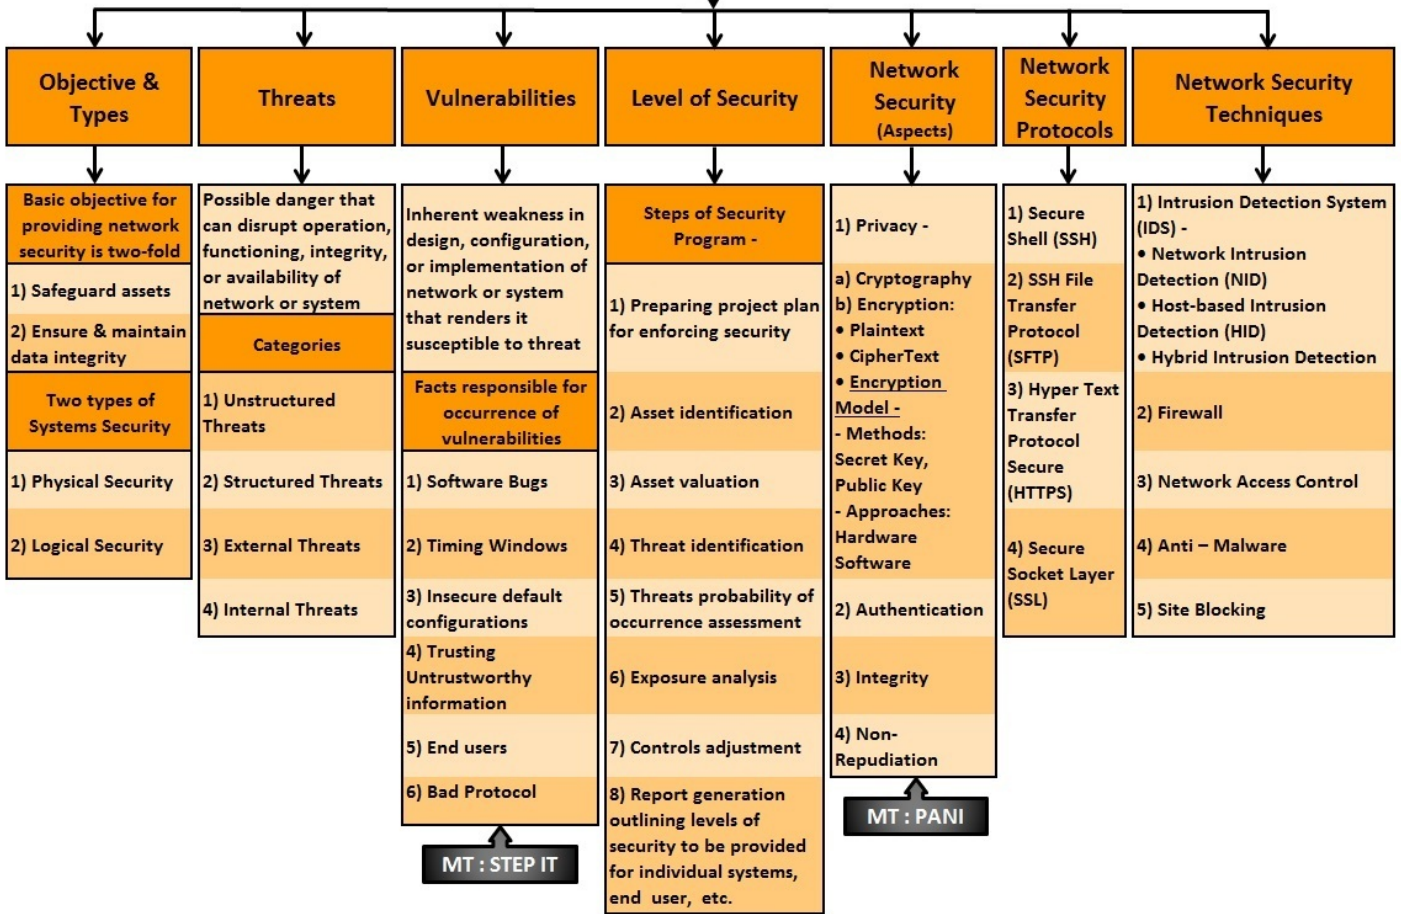 Objective &
Types
Threats
Vulnerabilities
Level of Security
Network
Security
(Aspects)
Network
Security
Protocols
Network Security
Techniques
Basic objective for
providing network
security is two-fold
1) Safeguard assets
2) Ensure & maintain
data integrity
Two types of
Systems Security
1) Physical Security
2) Logical Security
Possible danger that
can disrupt operation,
functioning, integrity,
or availability of
network or system
Categories
1) Unstructured
Threats
2) Structured Threats
3) External Threats
4) Internal Threats
Inherent weakness in
design, configuration,
or implementation of
network or system
that renders it
susceptible to threat
Facts responsible for
occurrence of
vulnerabilities
1) Software Bugs
2) Timing Windows
3) Insecure default
configurations
4) Trusting
Untrustworthy
information
5) End users
6) Bad Protocol
MT : STEP IT
Steps of Security
Program -
1) Preparing project plan
for enforcing security
2) Asset identification
3) Asset valuation
4) Threat identification
5) Threats probability of
occurrence assessment
6) Exposure analysis
7) Controls adjustment
8) Report generation
outlining levels of
security to be provided
for individual systems,
end user, etc.
1) Privacy -
a) Cryptography
b) Encryption:
• Plaintext
• CipherText
• Encryption
Model -
- Methods:
Secret Key,
Public Key
- Approaches:
Hardware
Software
2) Authentication
3) Integrity
4) Non-
Repudiation
MT : PANI
1) Secure
Shell (SSH)
2) SSH File
Transfer
Protocol
(SFTP)
3) Hyper Text
Transfer
Protocol
Secure
(HTTPS)
4) Secure
Socket Layer
(SSL)
1) Intrusion Detection System
(IDS) -
• Network Intrusion
Detection (NID)
• Host-based Intrusion
Detection (HID)
• Hybrid Intrusion Detection
2) Firewall
3) Network Access Control
4) Anti – Malware
5) Site Blocking